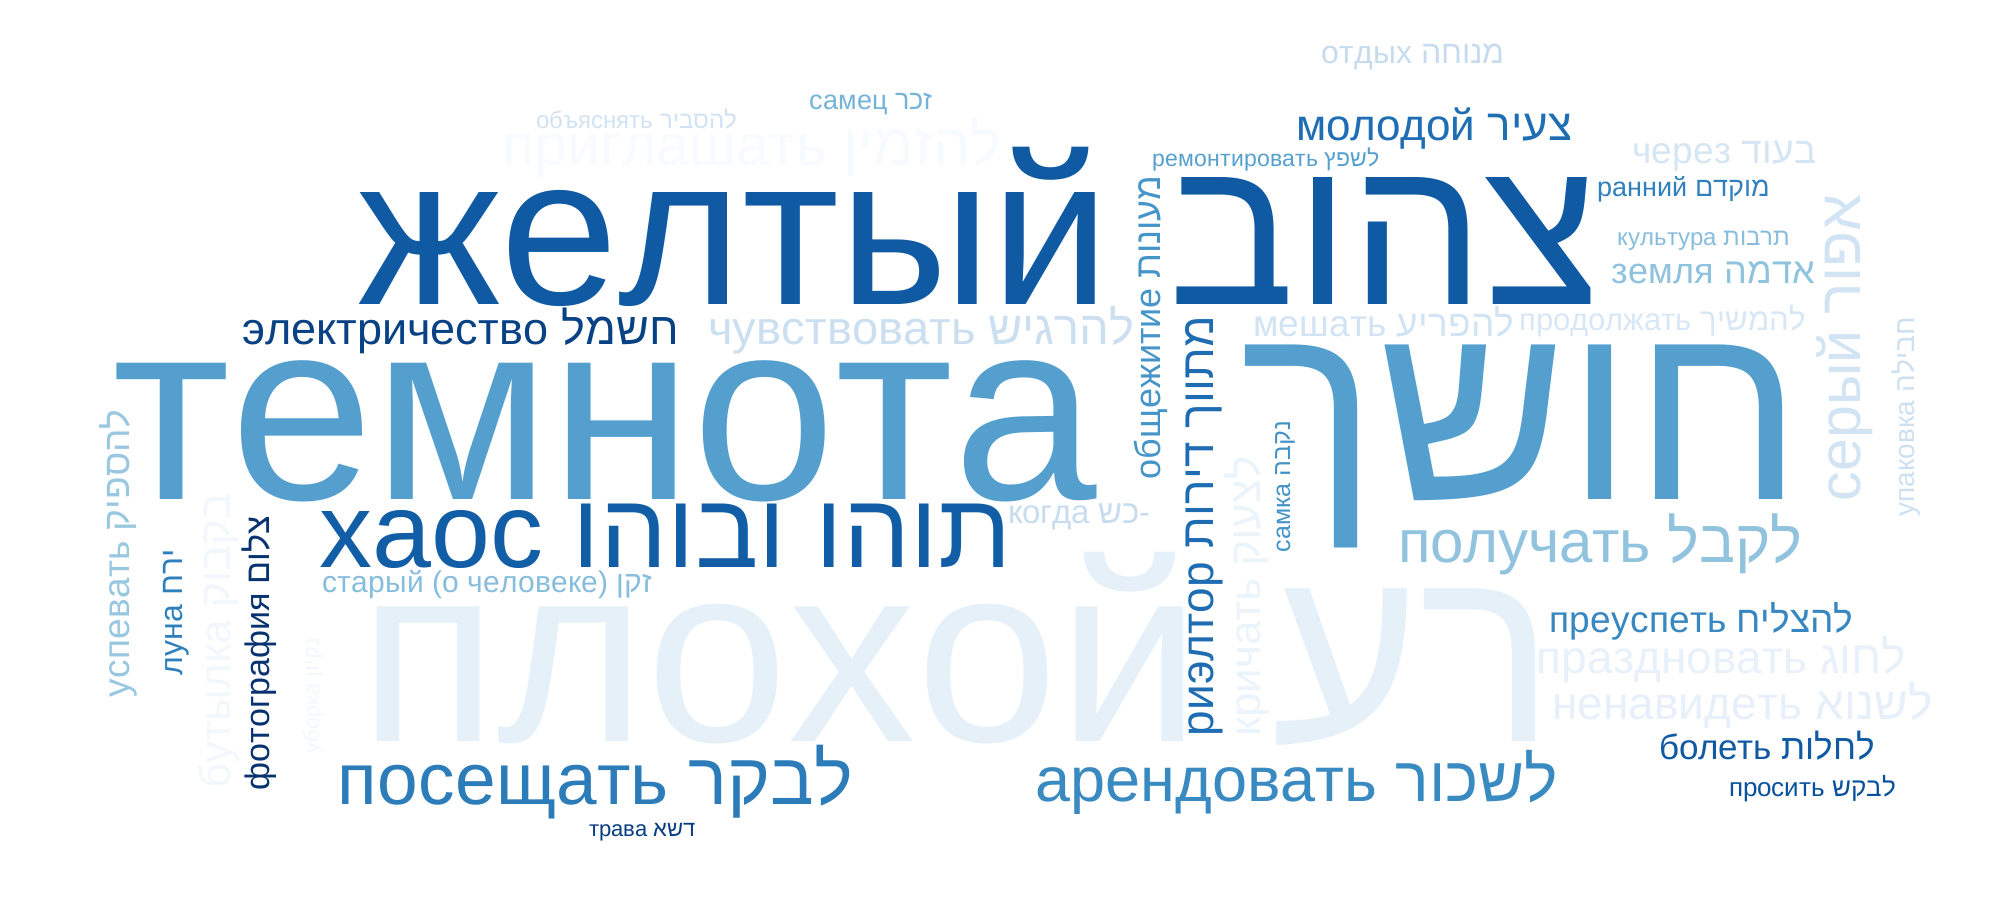 отдых מנוחה
самец זכר
объяснять להסביר
молодой צעיר
приглашать להזמין
через בעוד
ремонтировать לשפץ
ранний מוקדם
желтый צהוב
культура תרבות
земля אדמה
электричество חשמל
чувствовать להרגיש
мешать להפריע
продолжать להמשיך
общежитие מעונות
серый אפור
упаковка חבילה
темнота חושך
риэлтор מתווך דירות
самка נקבה
кричать לצעוק
успевать להספיק
луна ירח
бутылка בקבוק
фотография צלום
уборка נקיון
хаос תוהו ובוהו
когда כש-
получать לקבל
старый (о человеке) זקן
плохой רע
преуспеть להצליח
праздновать לחוג
ненавидеть לשנוא
болеть לחלות
посещать לבקר
арендовать לשכור
просить לבקש
трава דשא